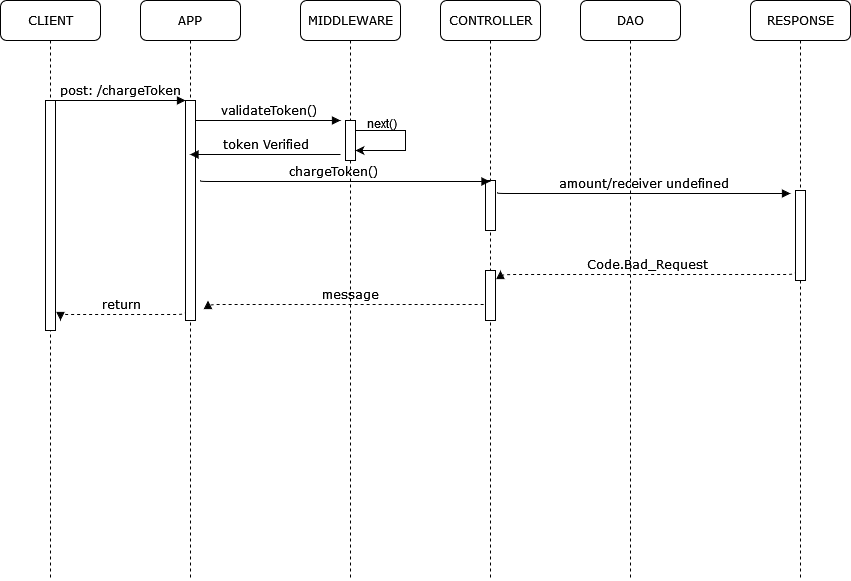 CLIENT
APP
MIDDLEWARE
CONTROLLER
DAO
RESPONSE
post: /chargeToken
validateToken()
next()
token Verified
chargeToken()
amount/receiver undefined
Code.Bad_Request
message
return